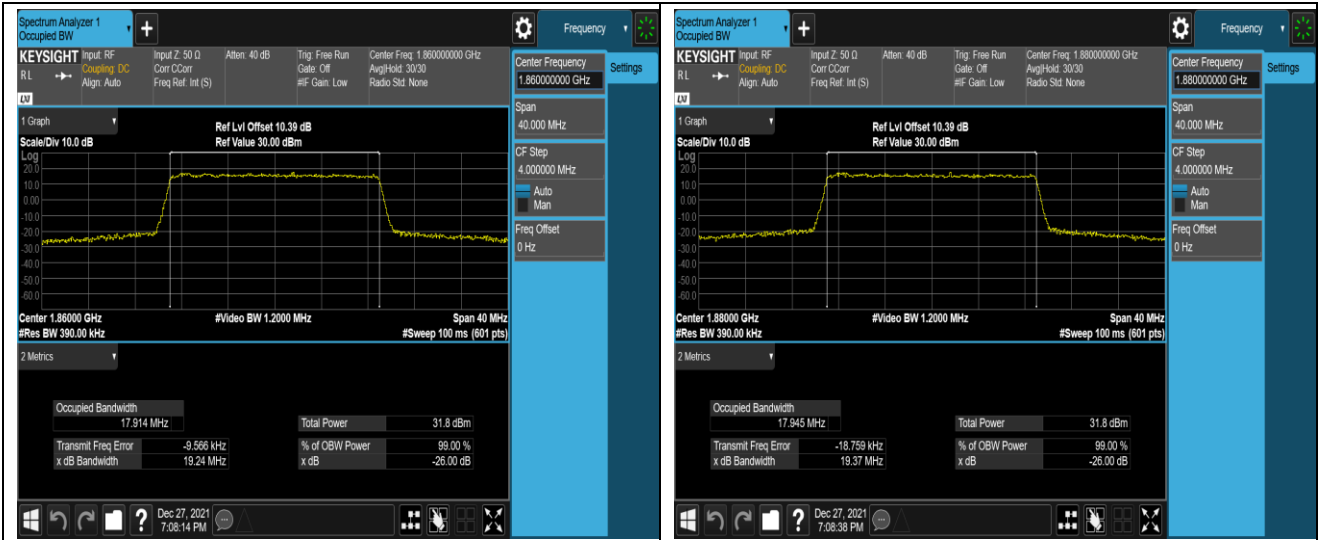 Spectrum Analyzer 1
Occupied BW
+
Frequency
KEYSIGHT
RL
LXI
Input: RF
Coupling: DC
Align: Auto
Input Z: 50 Ω
Corr CCorr
Freq Ref: Int (S)
Atten: 40 dB
Trig: Free Run
Gate: Off
#IF Gain: Low
Center Freq: 1.860000000 GHz
Avg|Hold: 30/30
Radio Std: None
Center Frequency
1.860000000 GHz
Settings
Span
40.000 MHz
CF Step
4.000000 MHz
Auto
Man
Freq Offset
0 Hz
1 Graph
Scale/Div 10.0 dB
Ref Lvl Offset 10.39 dB
Ref Value 30.00 dBm
Log
20.0
10.0
0.00
-10.0
-20.0
-30.0
-40.0
-50.0
-60.0
Center 1.86000 GHz
#Video BW 1.2000 MHz
Span 40 MHz
#Res BW 390.00 kHz
#Sweep 100 ms (601 pts)
2 Metrics
Occupied Bandwidth
17.914 MHz
Total Power 31.8 dBm
Transmit Freq Error -9.566 kHz
% of OBW Power 99.00 %
x dB Bandwidth 19.24 MHz
x dB -26.00 dB
?
Dec 27, 2021
7:08:14 PM
Spectrum Analyzer 1
Occupied BW
+
Frequency
KEYSIGHT
RL
LXI
Input: RF
Coupling: DC
Align: Auto
Input Z: 50 Ω
Corr CCorr
Freq Ref: Int (S)
Atten: 40 dB
Trig: Free Run
Gate: Off
#IF Gain: Low
Center Freq: 1.880000000 GHz
Avg|Hold: 30/30
Radio Std: None
Center Frequency
1.880000000 GHz
Settings
Span
40.000 MHz
CF Step
4.000000 MHz
Auto
Man
Freq Offset
0 Hz
1 Graph
Scale/Div 10.0 dB
Ref Lvl Offset 10.39 dB
Ref Value 30.00 dBm
Log
20.0
10.0
0.00
-10.0
-20.0
-30.0
-40.0
-50.0
-60.0
Center 1.88000 GHz
#Video BW 1.2000 MHz
Span 40 MHz
#Res BW 390.00 kHz
#Sweep 100 ms (601 pts)
2 Metrics
Occupied Bandwidth
17.945 MHz
Total Power 31.8 dBm
Transmit Freq Error -18.759 kHz
% of OBW Power 99.00 %
x dB Bandwidth 19.37 MHz
x dB -26.00 dB
?
Dec 27, 2021
7:08:38 PM